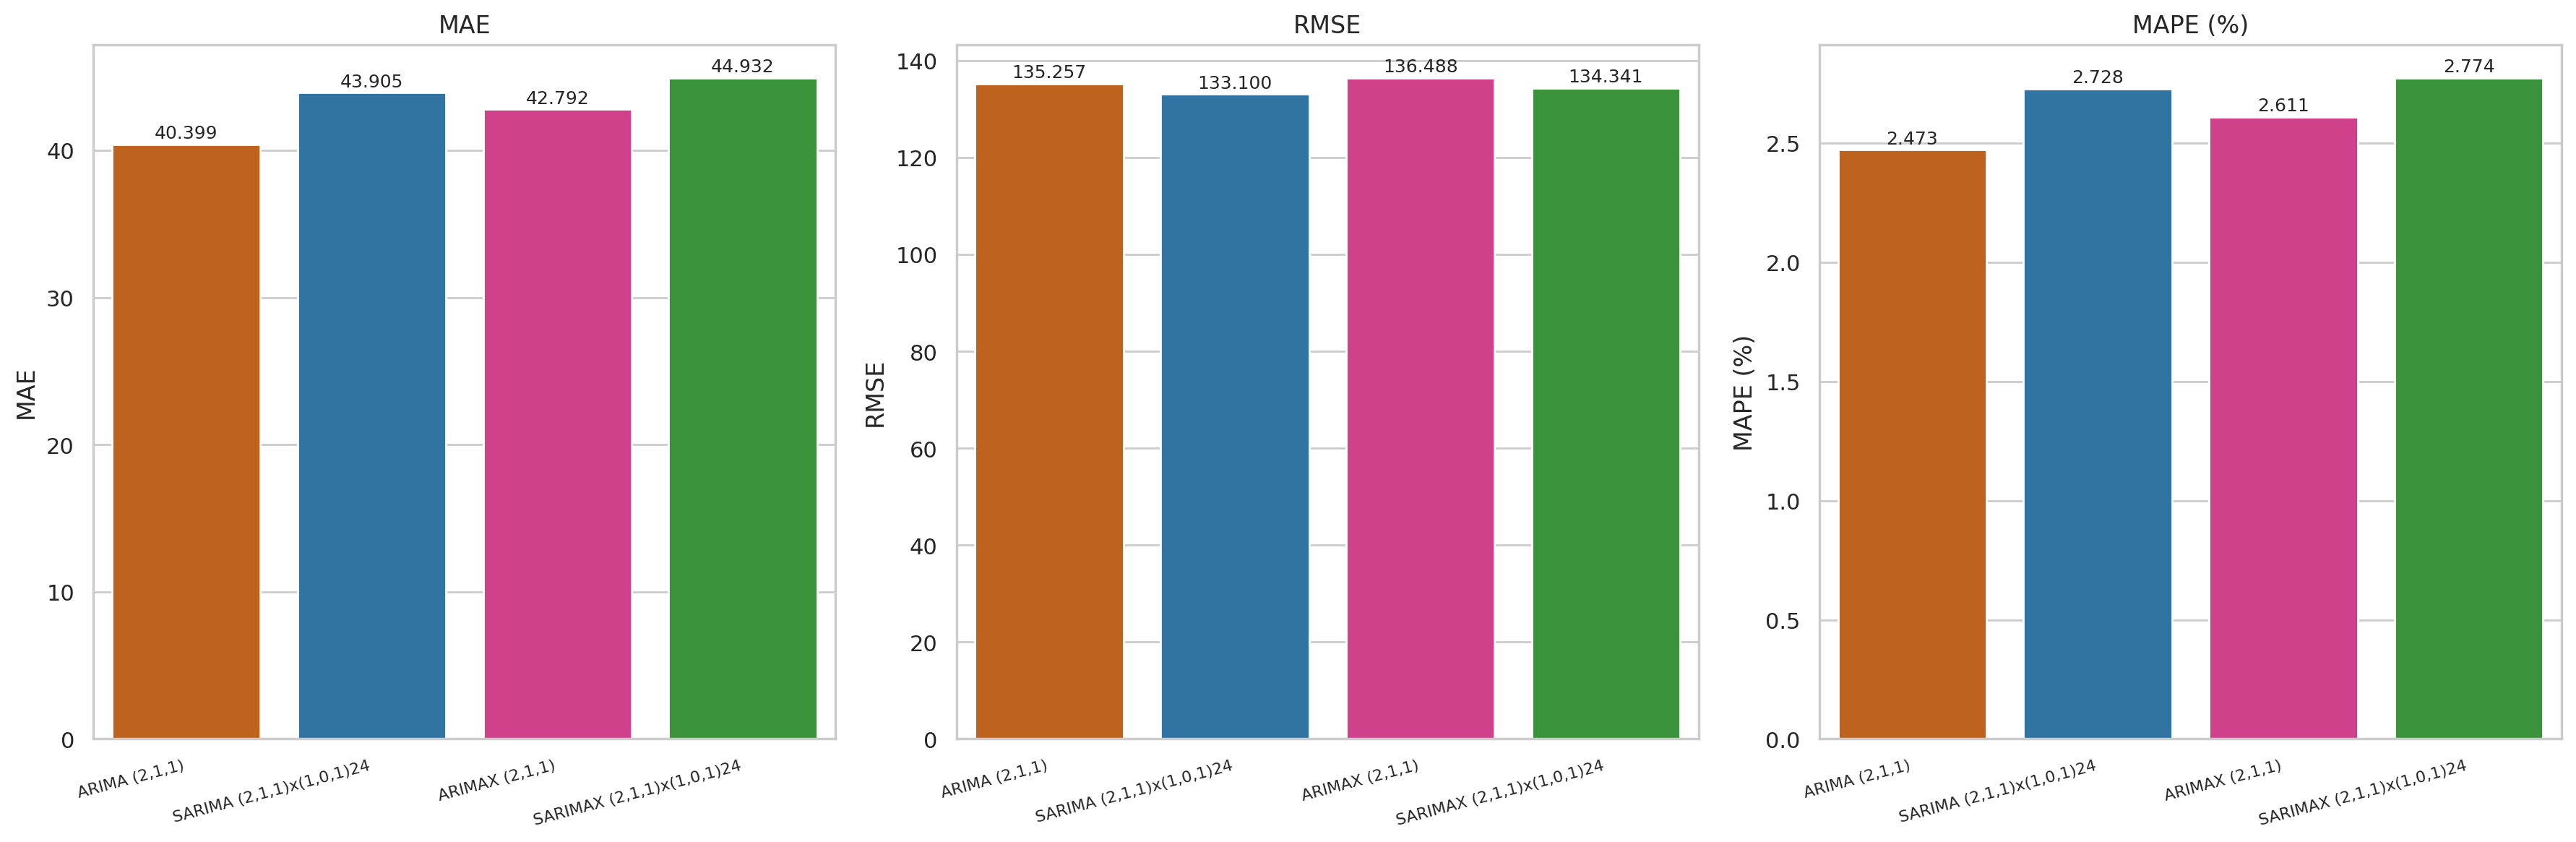 MAE
MAE
40
30
20
10
0
40.399
43.905
42.792
44.932
ARIMA (2,1,1)
SARIMA (2,1,1)x(1,0,1)24
ARIMAX (2,1,1)
SARIMAX (2,1,1)x(1,0,1)24
RMSE
RMSE
140
120
100
80
60
40
20
0
135.257
133.100
136.488
134.341
ARIMA (2,1,1)
SARIMA (2,1,1)x(1,0,1)24
ARIMAX (2,1,1)
SARIMAX (2,1,1)x(1,0,1)24
MAPE (%)
MAPE (%)
2.5
2.0
1.5
1.0
0.5
0.0
2.473
2.728
2.611
2.774
ARIMA (2,1,1)
SARIMA (2,1,1)x(1,0,1)24
ARIMAX (2,1,1)
SARIMAX (2,1,1)x(1,0,1)24